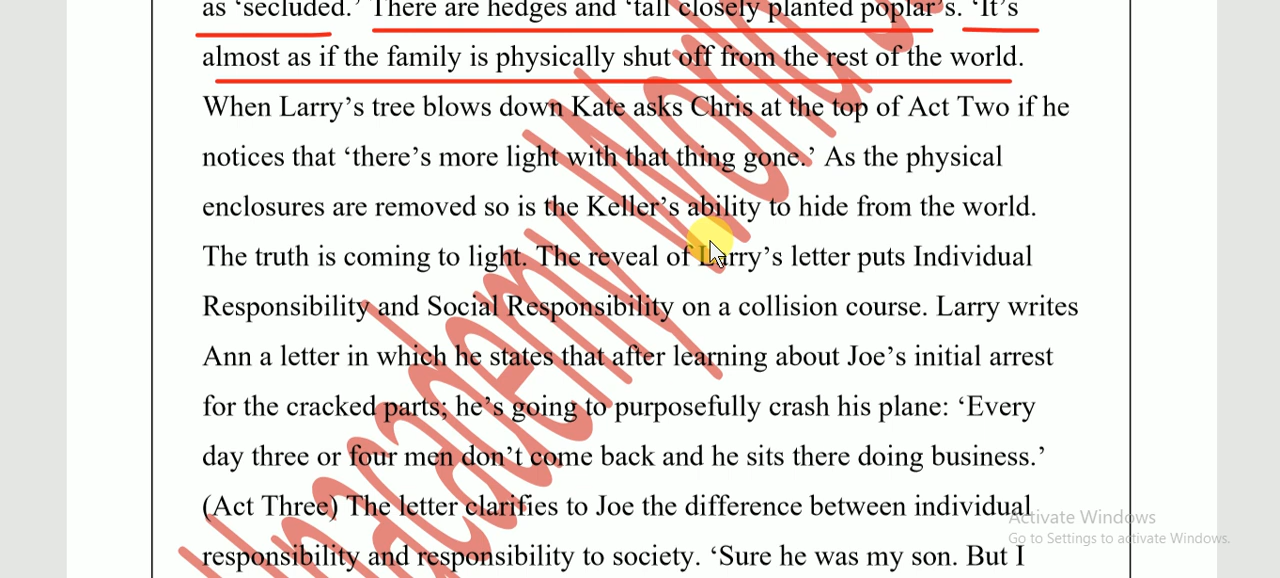 as ‘secluded.’ There are hedges and ‘tall closely planted poplar’s. ‘It’s
almost as if the family is physically shut off from the rest of the world.
When Larry’s tree blows down Kate asks Chris at the top of Act Two if he
notices that ‘there’s more light with that thing gone.’ As the physical
enclosures are removed so is the Keller’s ability to hide from the world.
The truth is coming to light. The reveal of Larry’s letter puts Individual
Responsibility and Social Responsibility on a collision course. Larry writes
Ann a letter in which he states that after learning about Joe’s initial arrest
for the cracked parts; he’s going to purposefully crash his plane: ‘Every
day three or four men don’t come back and he sits there doing business.’
(Act Three) The letter clarifies to Joe the difference between individual
responsibility and responsibility to society. ‘Sure he was my son. But I
Activate Windows
Go to Settings to activate Windows.